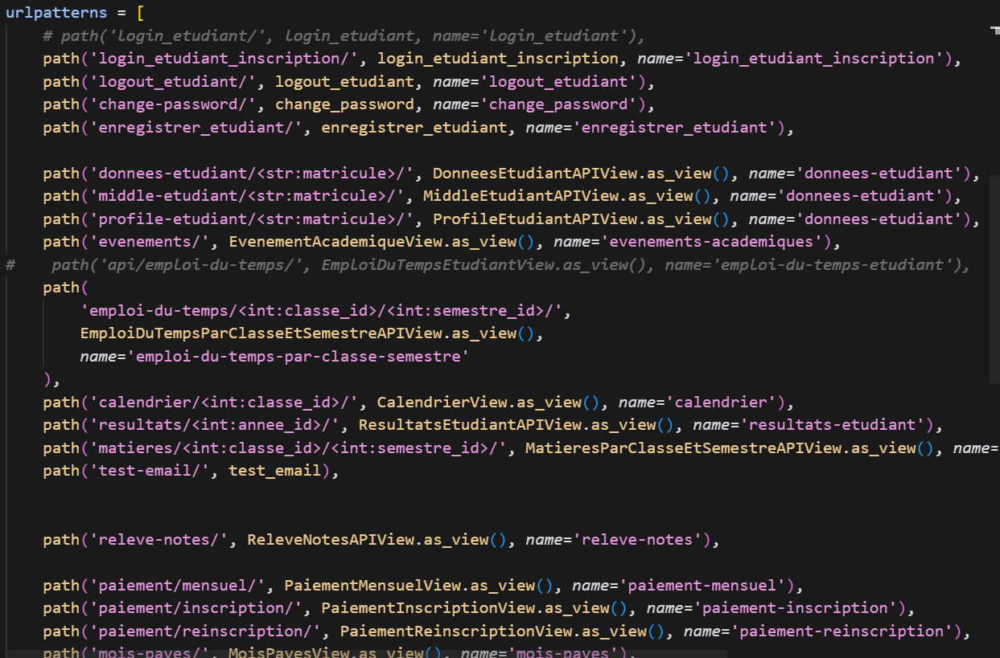 urlpatterns = [
    # path('login_etudiant/', login_etudiant, name='login_etudiant'),
    path('login_etudiant_inscription/', login_etudiant_inscription, name='login_etudiant_inscription'),
    path('logout_etudiant/', logout_etudiant, name='logout_etudiant'),
    path('change-password/', change_password, name='change_password'),
    path('enregistrer_etudiant/', enregistrer_etudiant, name='enregistrer_etudiant'),
    path('donnees-etudiant/<str:matricule>/', DonneesEtudiantAPIView.as_view(), name='donnees-etudiant'),
    path('middle-etudiant/<str:matricule>/', MiddleEtudiantAPIView.as_view(), name='donnees-etudiant'),
    path('profile-etudiant/<str:matricule>/', ProfileEtudiantAPIView.as_view(), name='donnees-etudiant'),
    path('evenements/', EvenementAcademiqueView.as_view(), name='evenements-academiques'),
#    path('api/emploi-du-temps/', EmploiDuTempsEtudiantView.as_view(), name='emploi-du-temps-etudiant'),
    path(
        'emploi-du-temps/<int:classe_id>/<int:semestre_id>/',
        EmploiDuTempsParClasseEtSemestreAPIView.as_view(),
        name='emploi-du-temps-par-classe-semestre'
    ),
    path('calendrier/<int:classe_id>/', CalendrierView.as_view(), name='calendrier'),
    path('resultats/<int:annee_id>/', ResultatsEtudiantAPIView.as_view(), name='resultats-etudiant'),
    path('matieres/<int:classe_id>/<int:semestre_id>/', MatieresParClasseEtSemestreAPIView.as_view(), name=
    path('test-email/', test_email),
    path('releve-notes/', ReleveNotesAPIView.as_view(), name='releve-notes'),
    path('paiement/mensuel/', PaiementMensuelView.as_view(), name='paiement-mensuel'),
    path('paiement/inscription/', PaiementInscriptionView.as_view(), name='paiement-inscription'),
    path('paiement/reinscription/', PaiementReinscriptionView.as_view(), name='paiement-reinscription'),
    path('mois-payes/', MoisPayesView.as_view(), name='mois-payes'),